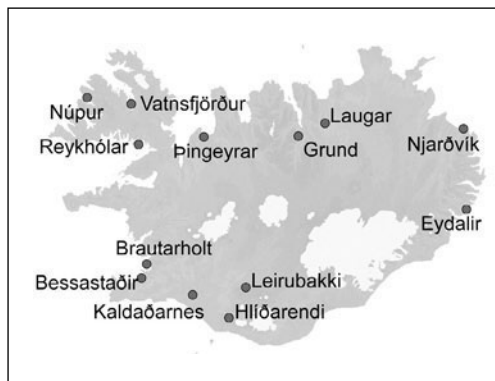 Núpur
Vatnsfjörður
Reykhólar
Þingeyrar
Laugar
Grund
Njarðvík
Eydalir
Brautarholt
Bessastaðir
Leirubakki
Kaldaðarnes
Hlíðarendi